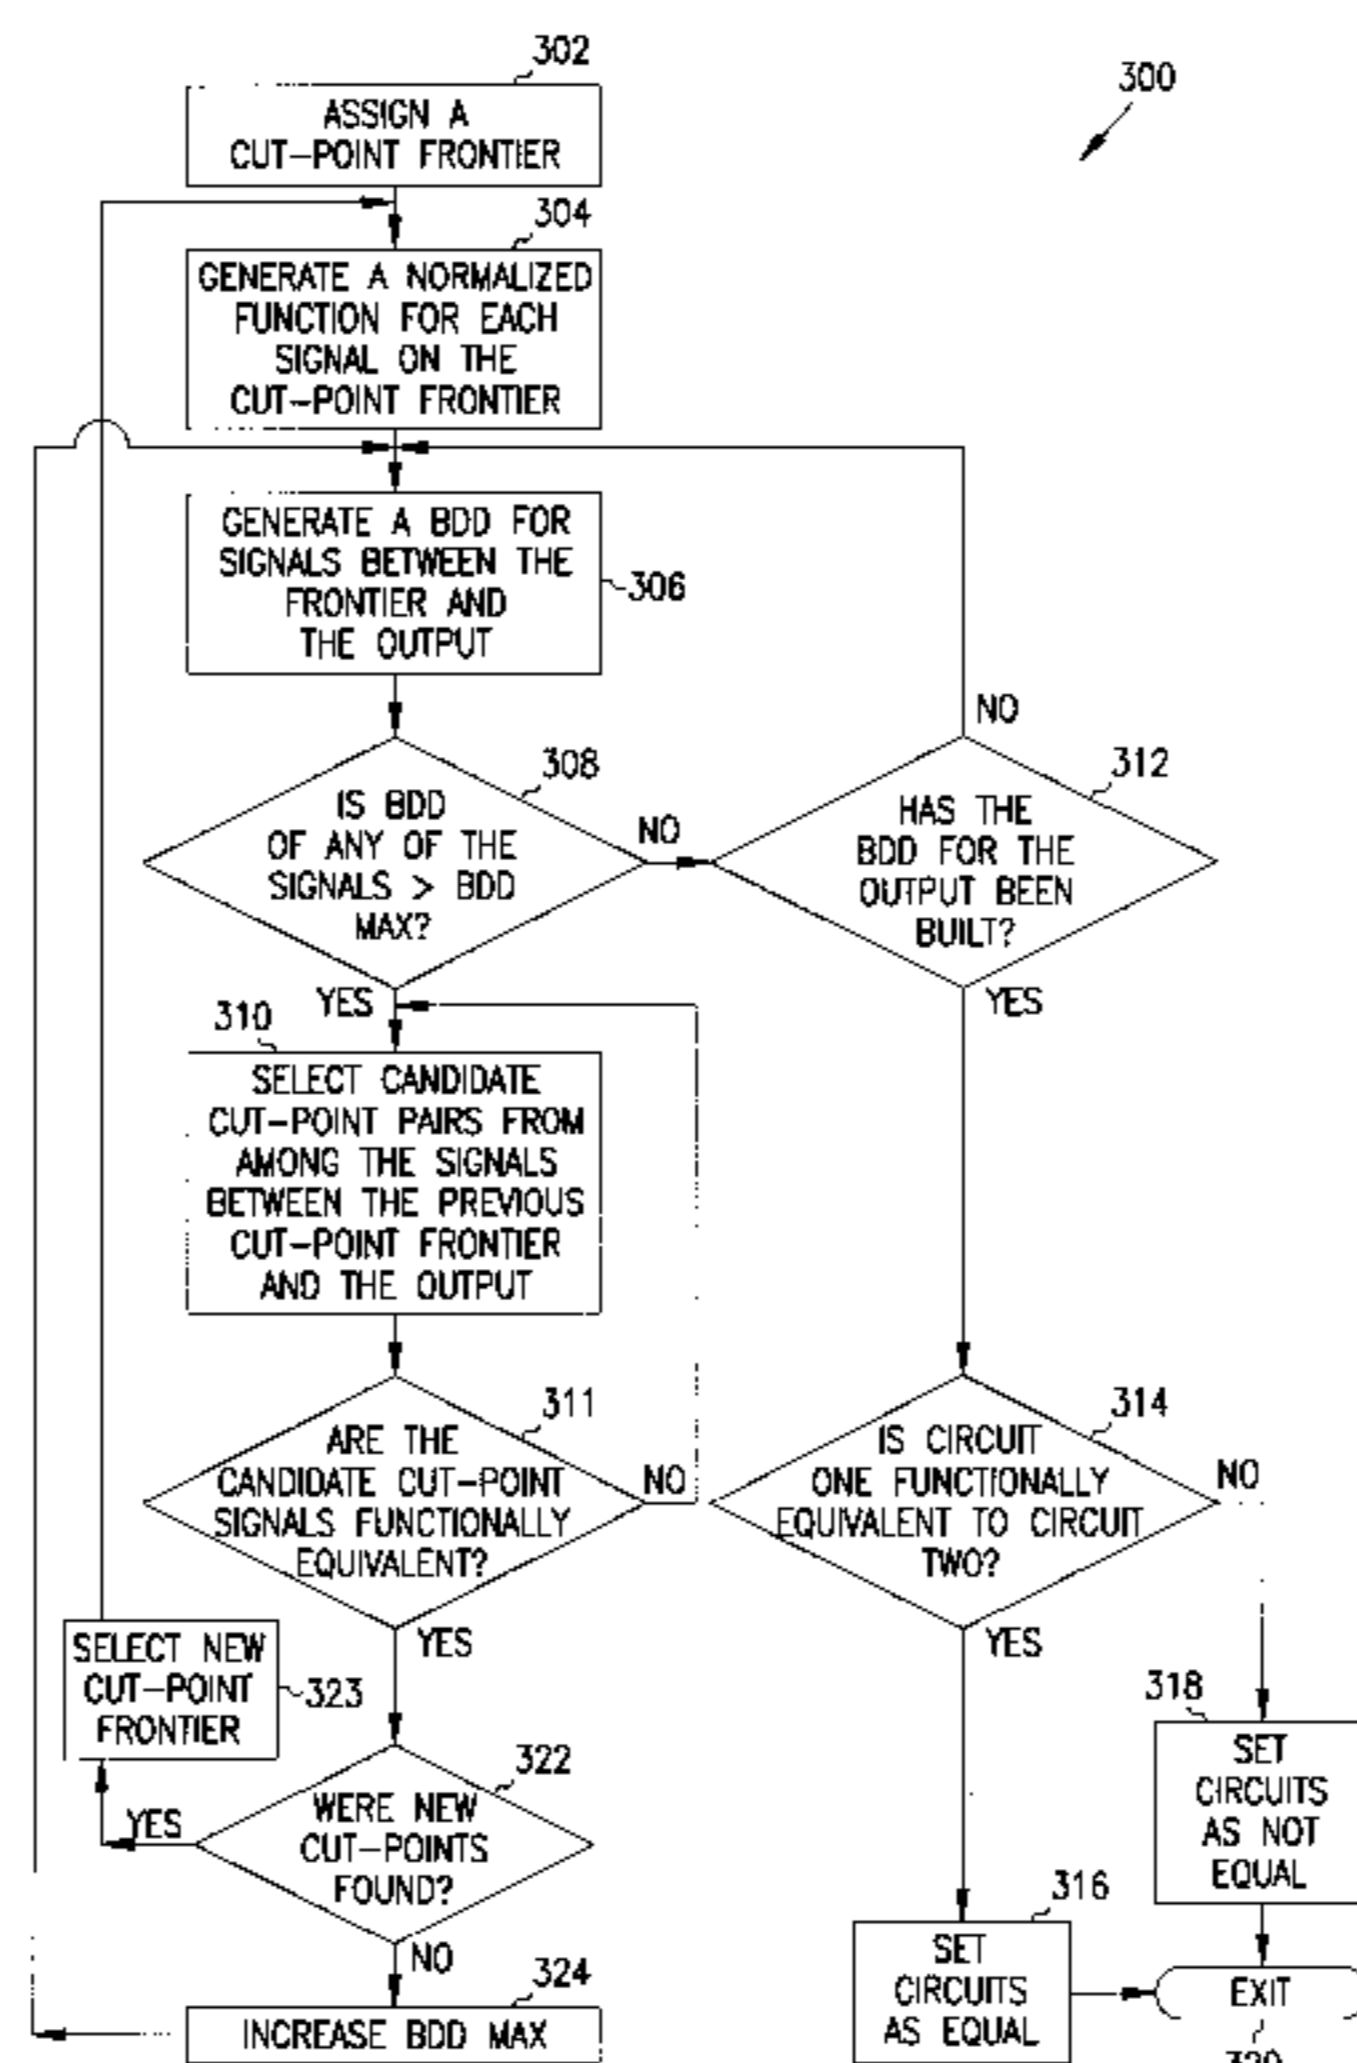 302
300
ASSIGN A
CUT-POINT FRONTIER
304
GENERATE A NORMALIZED
FUNCTION FOR EACH
SIGNAL ON THE
CUT-POINT FRONTIER
GENERATE A BDD FOR
SIGNALS BETWEEN THE
FRONTIER AND
THE OUTPUT
306
NO
308
IS BDD
OF ANY OF THE
SIGNALS > BDD
MAX?
NO
312
HAS THE
BDD FOR THE
OUTPUT BEEN
BUILT?
YES
YES
310
SELECT CANDIDATE
CUT-POINT PAIRS FROM
AMONG THE SIGNALS
BETWEEN THE PREVIOUS
CUT-POINT FRONTIER
AND THE OUTPUT
311
ARE THE
CANDIDATE CUT-POINT
SIGNALS FUNCTIONALLY
EQUIVALENT?
NO
314
IS CIRCUIT
ONE FUNCTIONALLY
EQUIVALENT TO CIRCUIT
TWO?
NO
YES
YES
SELECT NEW
CUT-POINT
FRONTIER
323
318
SET
CIRCUITS
AS NOT
EQUAL
322
WERE NEW
CUT-POINTS
FOUND?
YES
NO
316
SET
CIRCUITS
AS EQUAL
EXIT
320
324
INCREASE BDD MAX